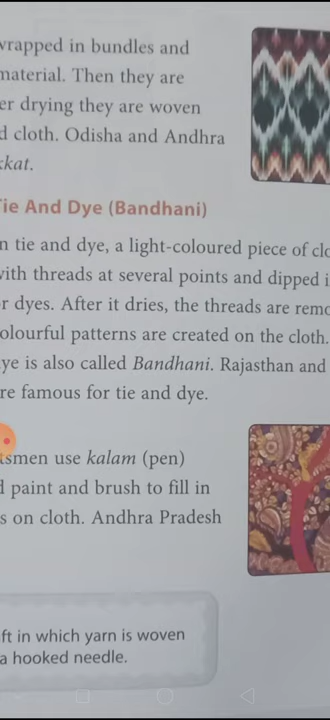 wrapped in bundles and
material. Then they are
er drying they are woven
d cloth. Odisha and Andhra
kkat.
Tie And Dye (Bandhani)
n tie and dye, a light-coloured piece of clo
with threads at several points and dipped i
r dyes. After it dries, the threads are remo
olourful patterns are created on the cloth.
ye is also called Bandhani. Rajasthan and
re famous for tie and dye.
tsmen use kalam (pen)
d paint and brush to fill in
s on cloth. Andhra Pradesh
ft in which yarn is woven
a hooked needle.